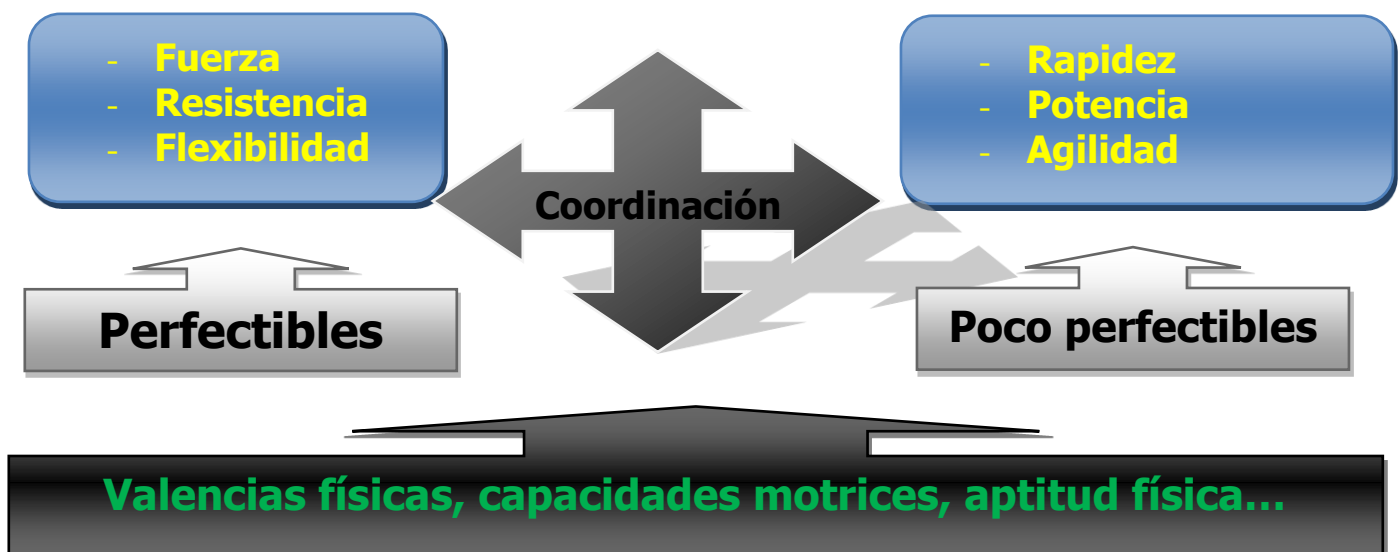 - Fuerza
- Resistencia
- Flexibilidad
Coordinación
- Rapidez
- Potencia
- Agilidad
Perfectibles
Poco perfectibles
Valencias físicas, capacidades motrices, aptitud física…